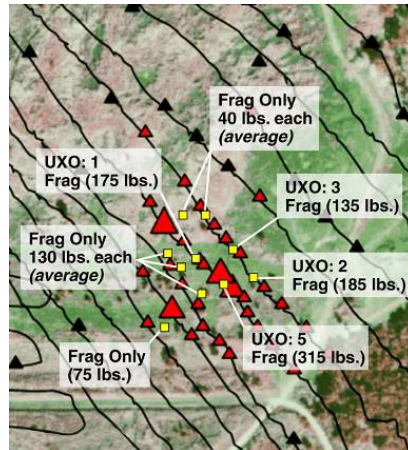 Frag Only
40 lbs. each
(average)
UXO: 1
Frag (175 lbs.)
UXO: 3
Frag (135 lbs.)
Frag Only
130 lbs. each
(average)
UXO: 2
Frag (185 lbs.)
UXO: 5
Frag (315 lbs.)
Frag Only
(75 lbs.)